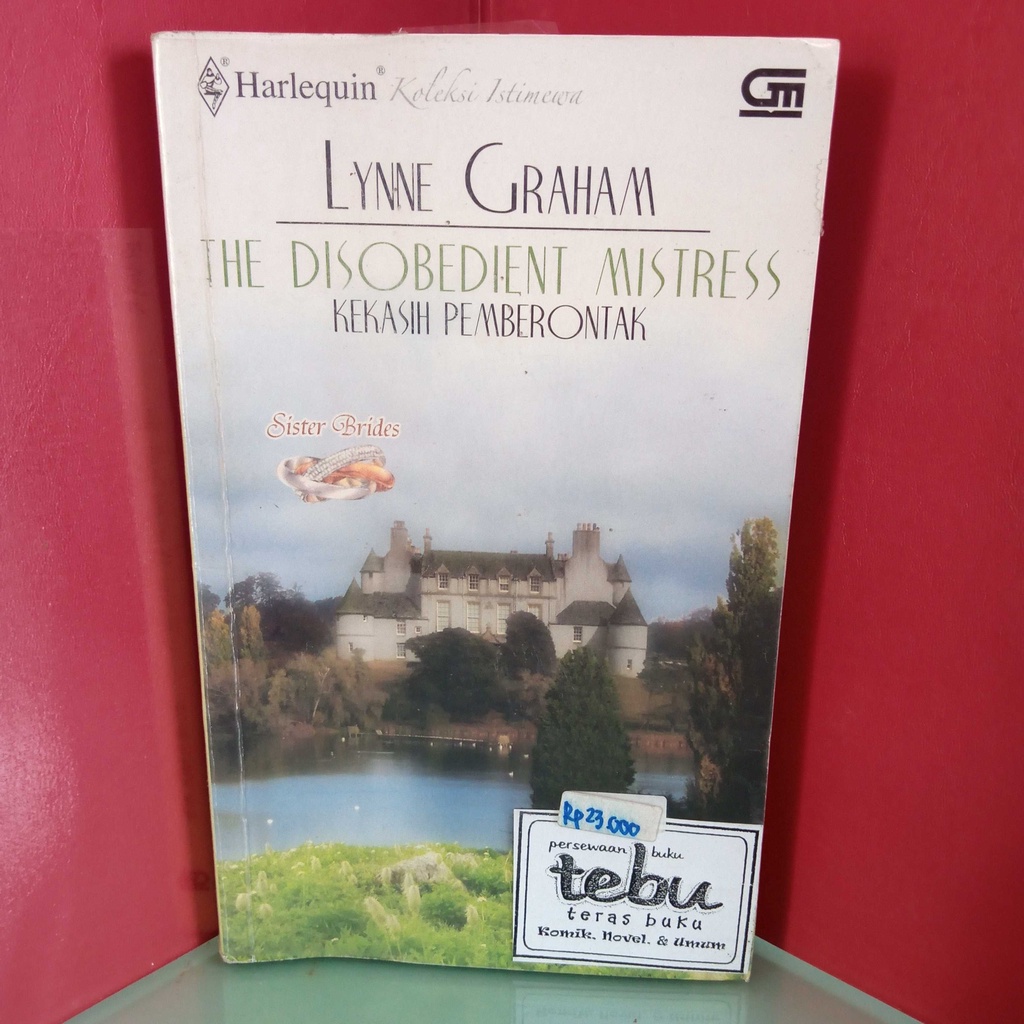 Harlequin® Koleksi Istimewa
GM
LYNNE GRAHAM
THE DISOBEDIENT MISTRESS
KEKASIH PEMBERONTAK
Sister Brides
Rp 23.000
persewaan buku
tebu
teras buku
Komik, Novel, & Umum